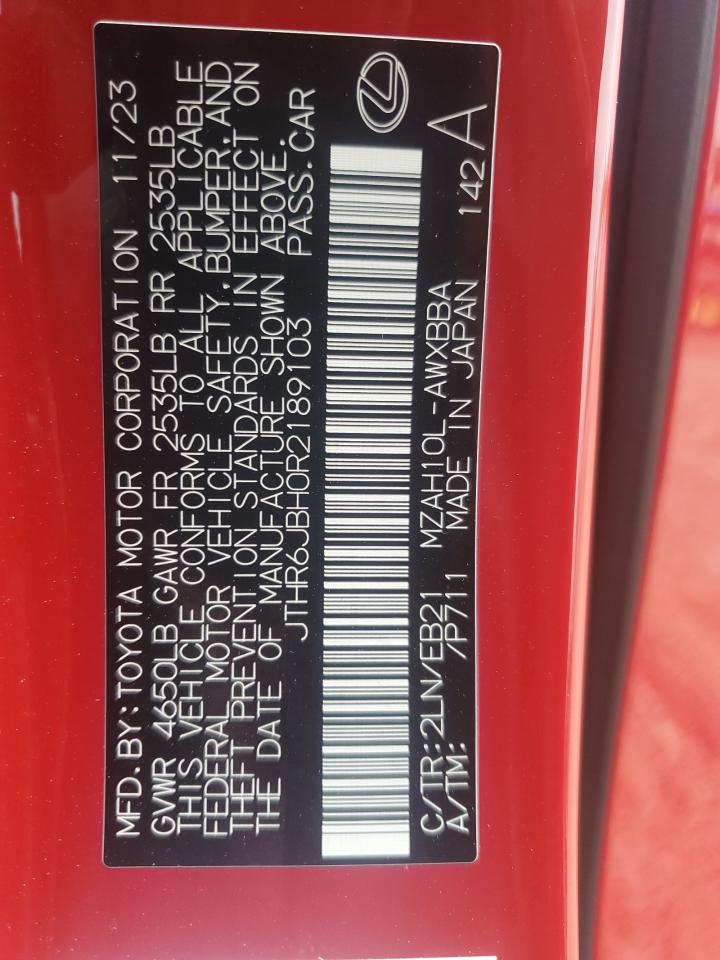 MFD. BY: TOYOTA MOTOR CORPORATION 11/23
GVWR 4650LB GAWR FR 2535LB RR 2535LB
THIS VEHICLE CONFORMS TO ALL APPLICABLE
FEDERAL MOTOR VEHICLE SAFETY, BUMPER, AND
THEFT PREVENTION STANDARDS IN EFFECT ON
THE DATE OF MANUFACTURE SHOWN ABOVE.
JTHR6JBH0R2189103 PASS. CAR
C/TR: 2LN/EB21 MZAH10L-AWXBBA
A/TM: /P711 MADE IN JAPAN 142 A